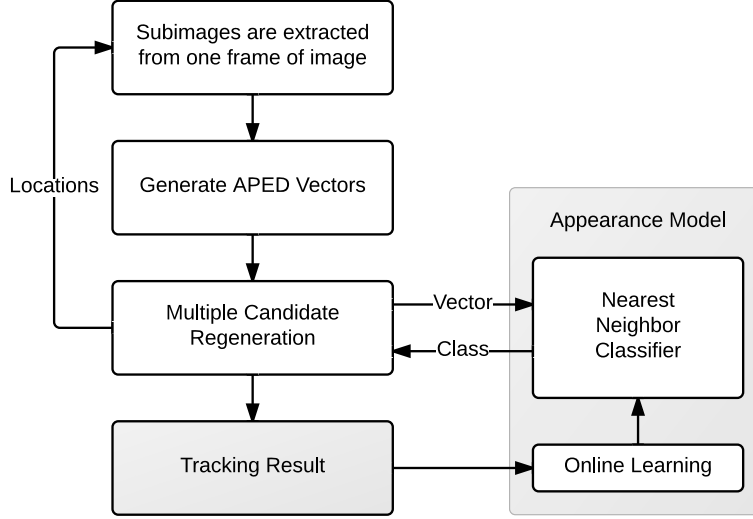 Subimages are extracted
from one frame of image
Locations
Generate APED Vectors
Appearance Model
Multiple Candidate
Regeneration
Vector
Class
Nearest
Neighbor
Classifier
Tracking Result
Online Learning